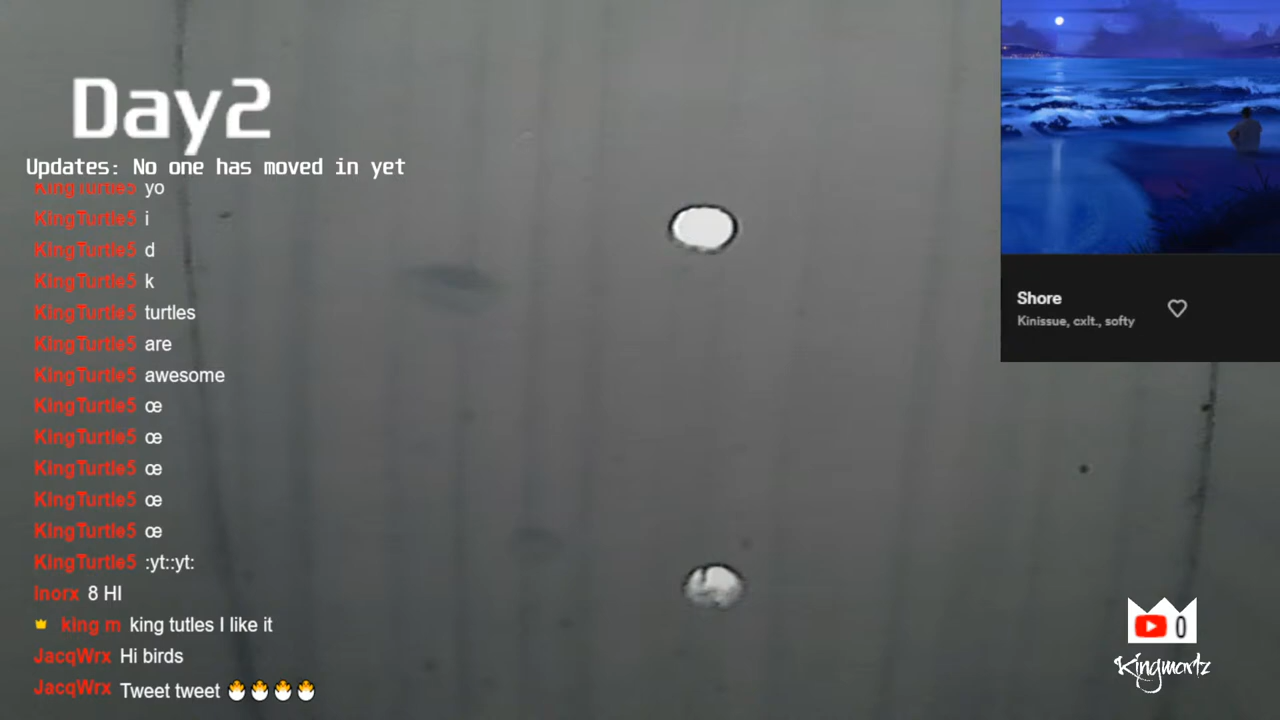 Day2
Updates: No one has moved in yet
KingTurtle5 yo
KingTurtle5 i
KingTurtle5 d
KingTurtle5 k
KingTurtle5 turtles
KingTurtle5 are
KingTurtle5 awesome
KingTurtle5 œ
KingTurtle5 œ
KingTurtle5 œ
KingTurtle5 œ
KingTurtle5 œ
KingTurtle5 :yt::yt:
Inorx 8 HI
king m king tutles I like it
JacqWrx Hi birds
JacqWrx Tweet tweet 🐣🐣🐣🐣
Shore
Kinissue, cxlt., softy
0
Kingmartz